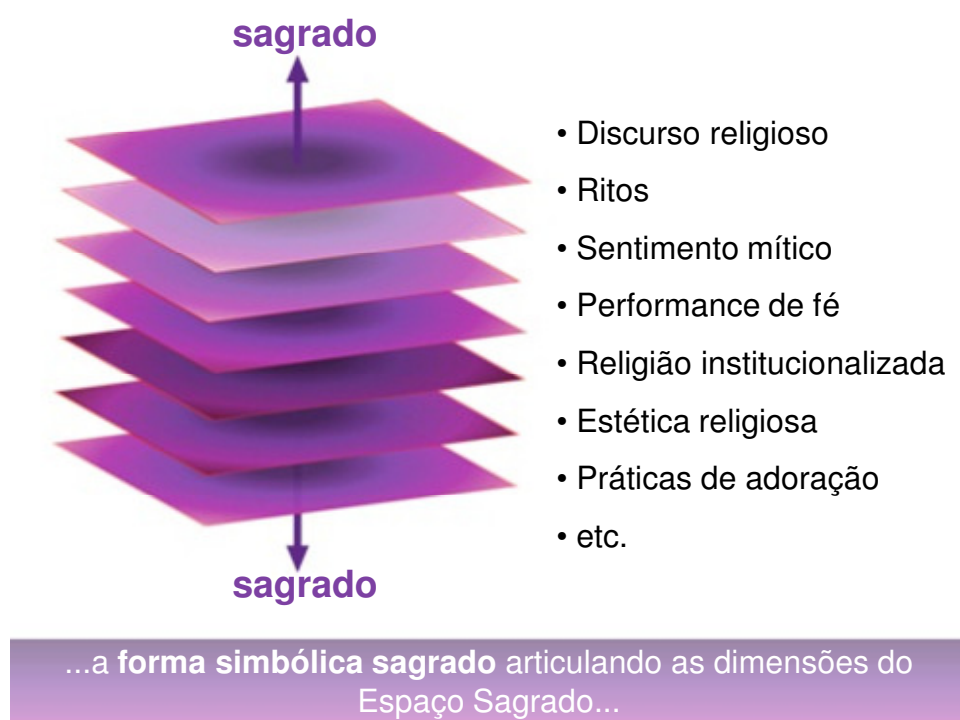 sagrado
• Discurso religioso
• Ritos
• Sentimento mítico
• Performance de fé
• Religião institucionalizada
• Estética religiosa
• Práticas de adoração
• etc.
sagrado
...a forma simbólica sagrado articulando as dimensões do
Espaço Sagrado...